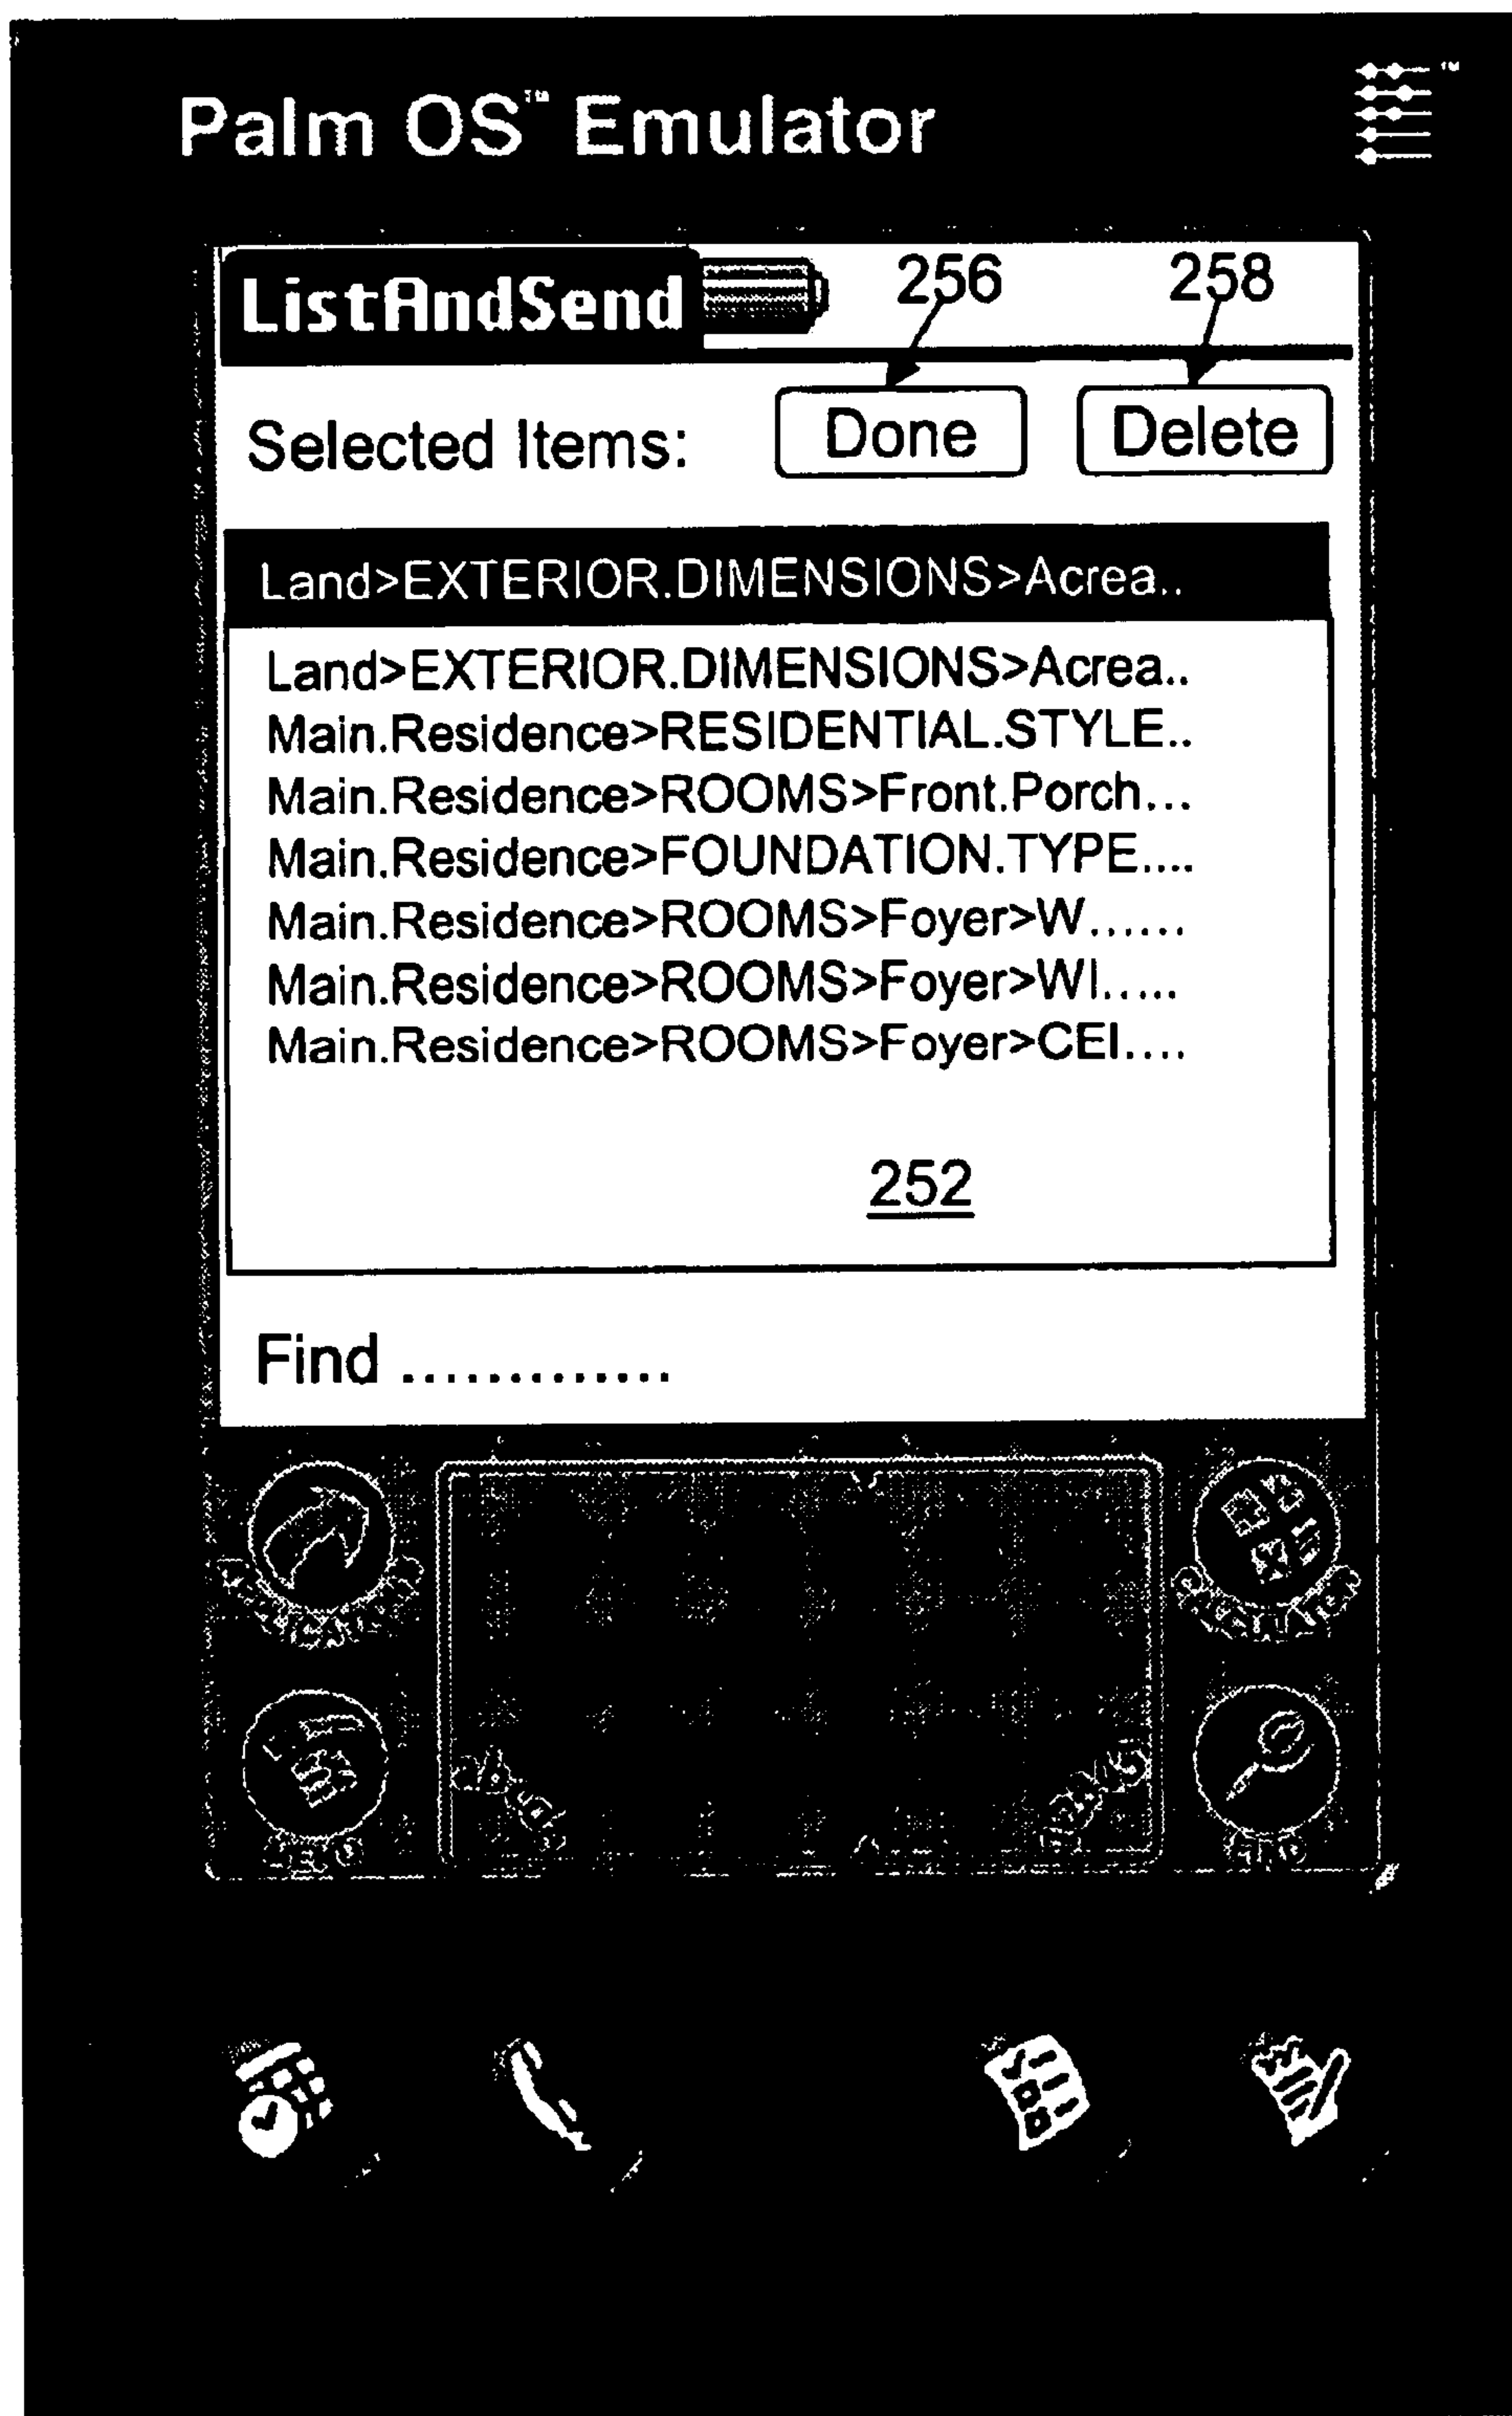 Palm OS™ Emulator
™
ListAndSend
256
258
Selected Items:
Done
Delete
Land>EXTERIOR.DIMENSIONS>Acrea..
Land>EXTERIOR.DIMENSIONS>Acrea..
Main.Residence>RESIDENTIAL.STYLE..
Main.Residence>ROOMS>Front.Porch...
Main.Residence>FOUNDATION.TYPE....
Main.Residence>ROOMS>Foyer>W......
Main.Residence>ROOMS>Foyer>WI.....
Main.Residence>ROOMS>Foyer>CEI....
252
Find .............